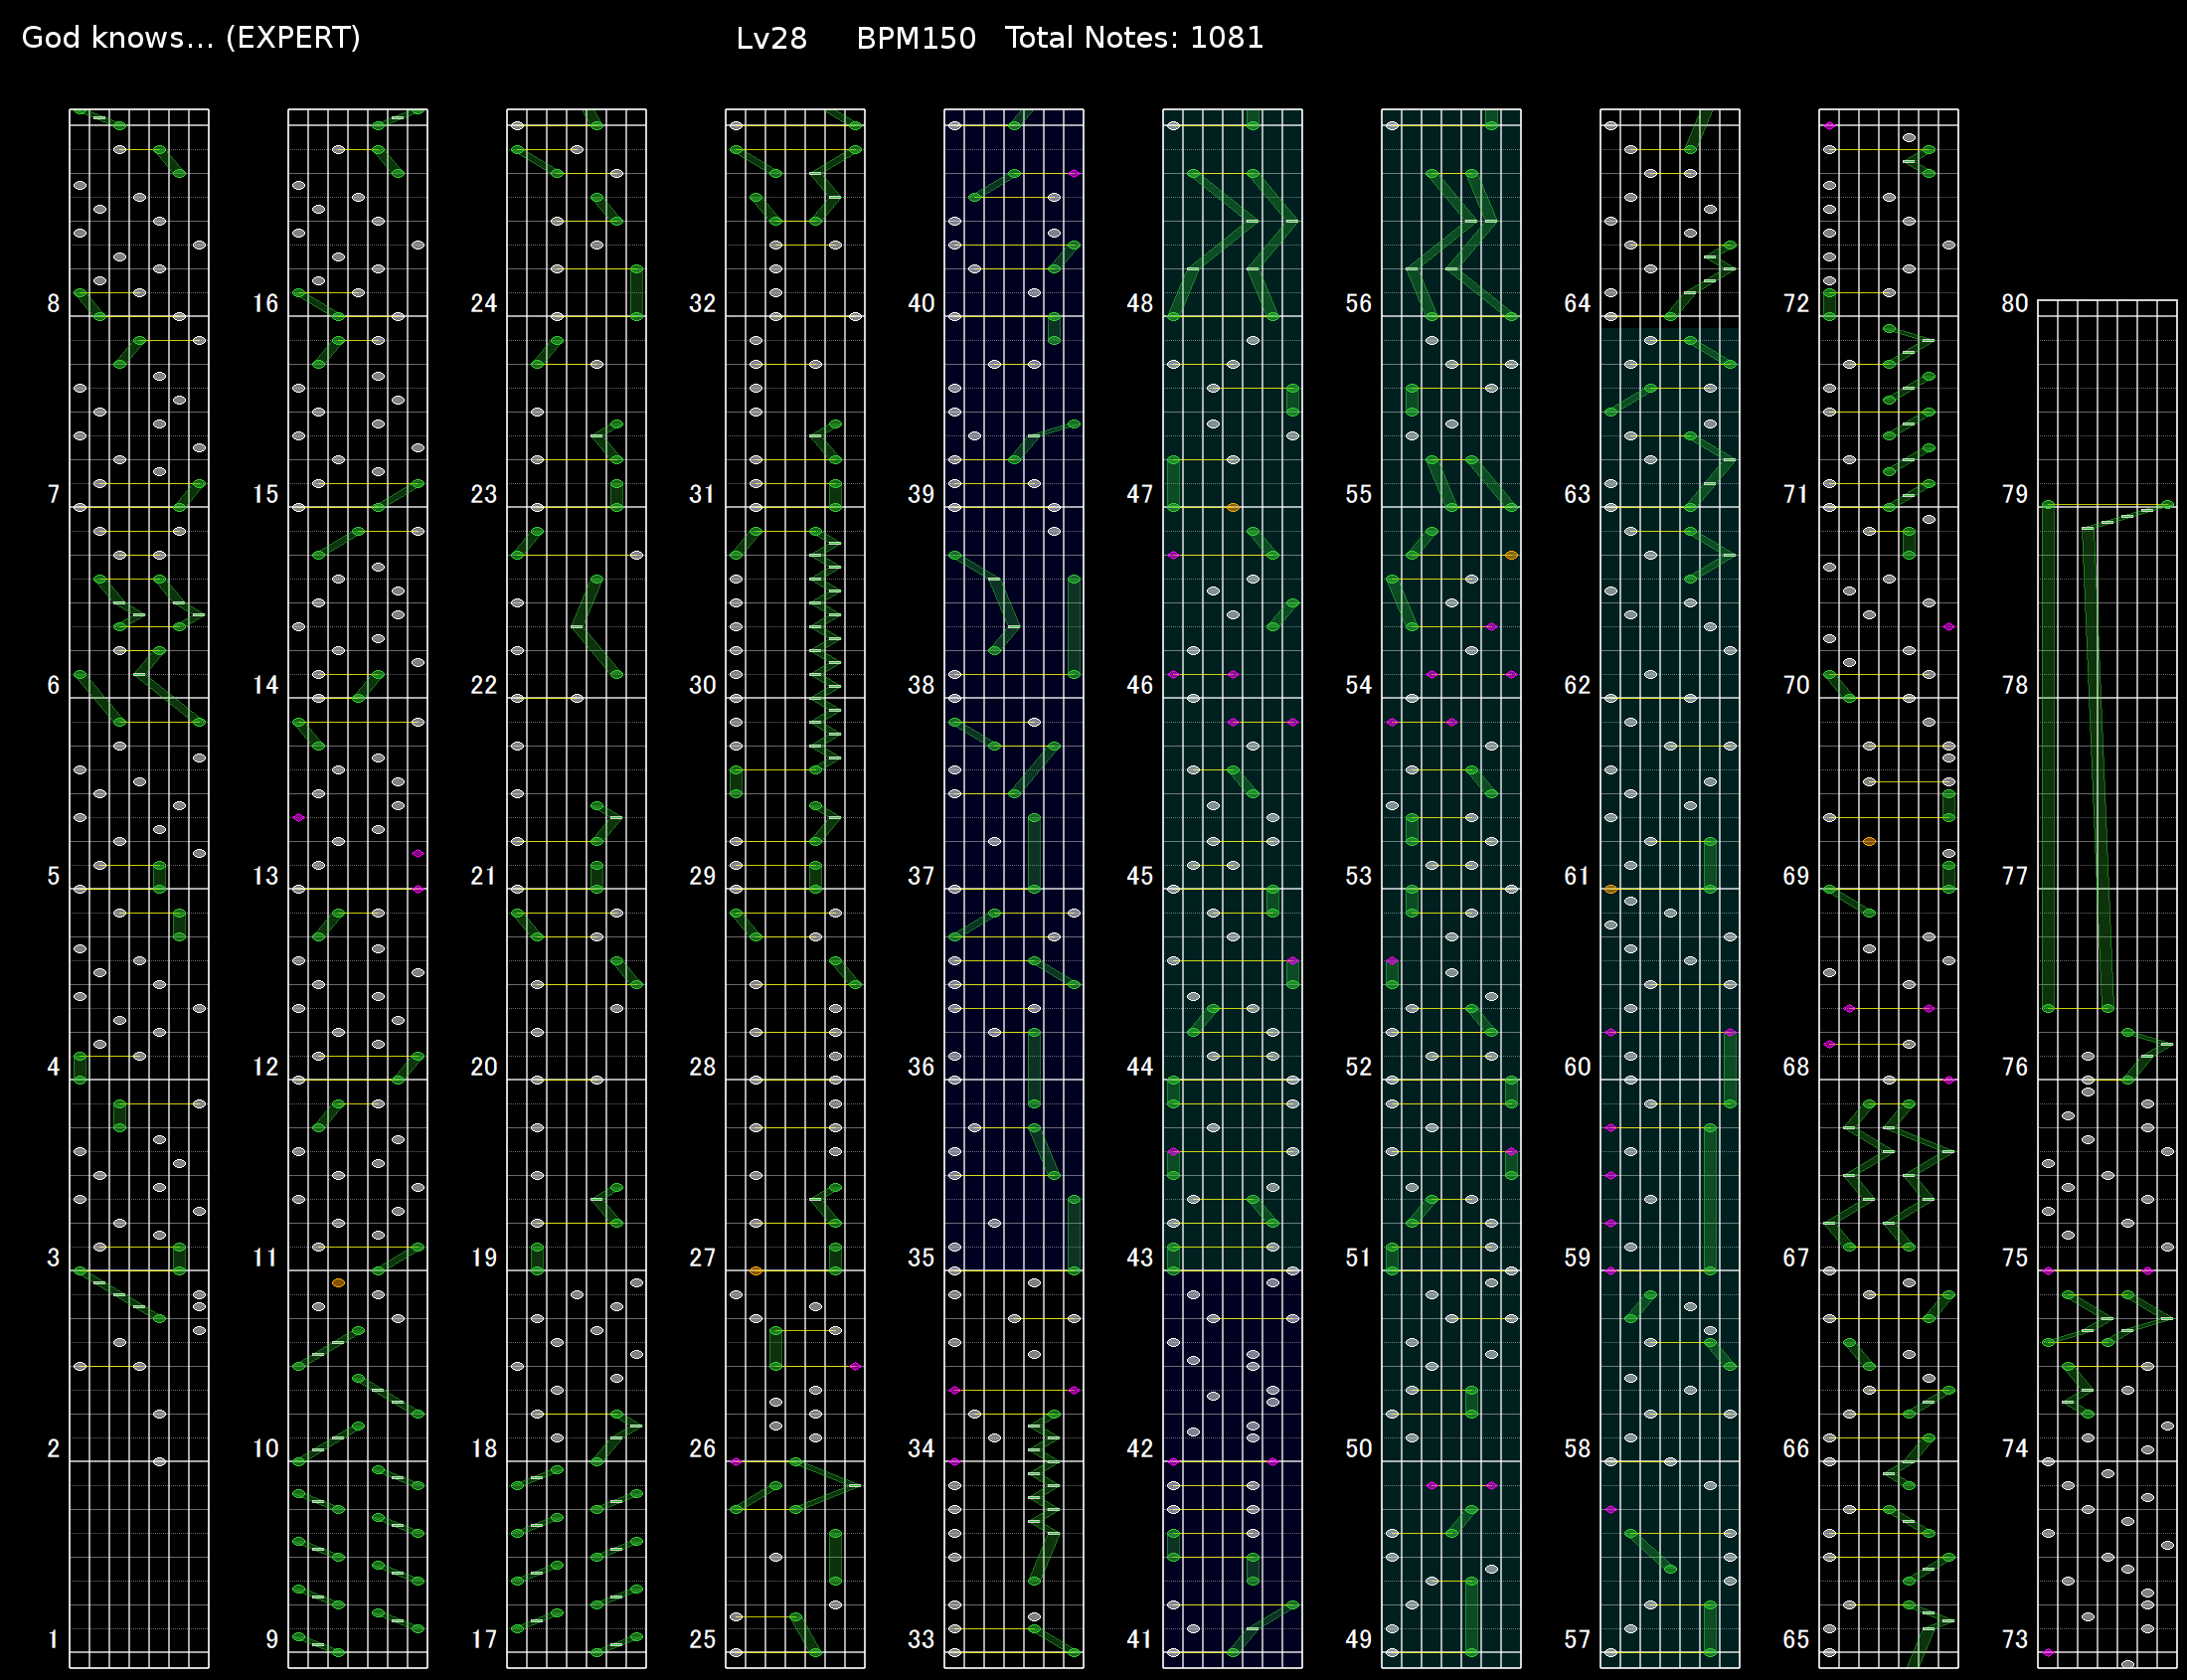 God knows... (EXPERT) Lv28 BPM150 Total Notes: 1081
8 16 24 32 40 48 56 64 72 80
7 15 23 31 39 47 55 63 71 79
6 14 22 30 38 46 54 62 70 78
5 13 21 29 37 45 53 61 69 77
4 12 20 28 36 44 52 60 68 76
3 11 19 27 35 43 51 59 67 75
2 10 18 26 34 42 50 58 66 74
1 9 17 25 33 41 49 57 65 73